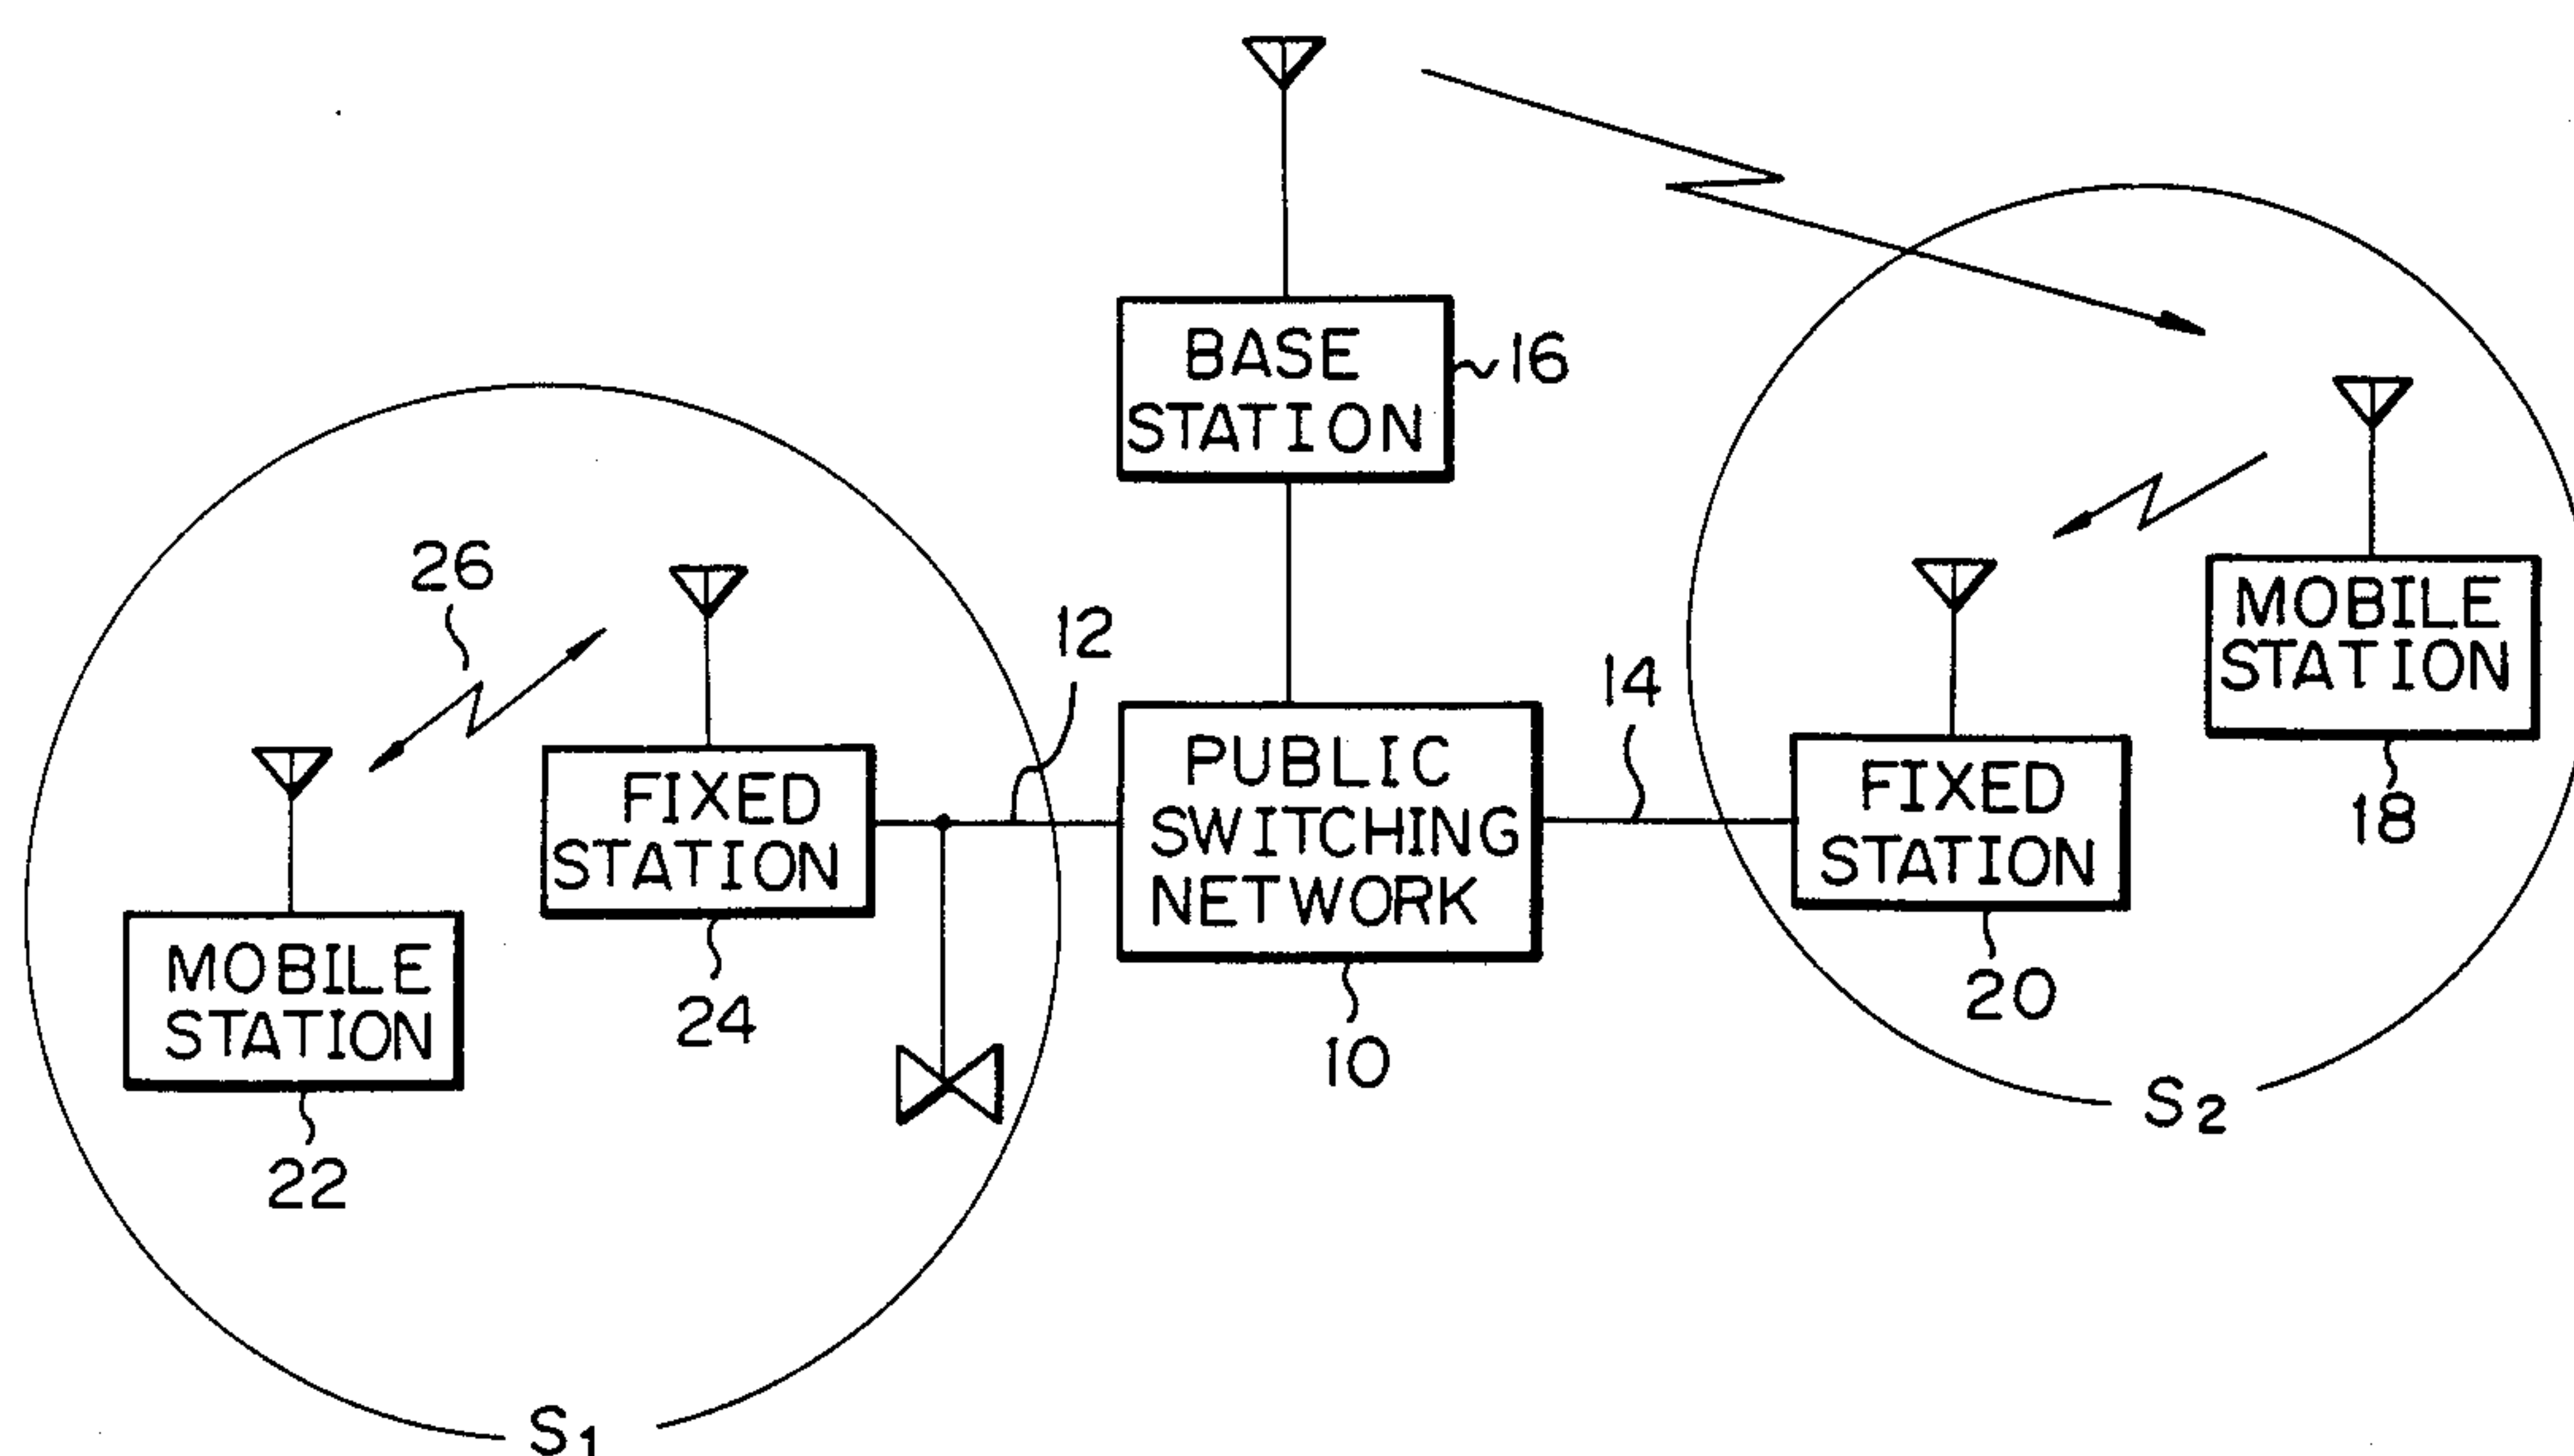 BASE
STATION
16
26
12
14
MOBILE
STATION
18
FIXED
STATION
24
PUBLIC
SWITCHING
NETWORK
10
FIXED
STATION
20
MOBILE
STATION
22
S2
S1